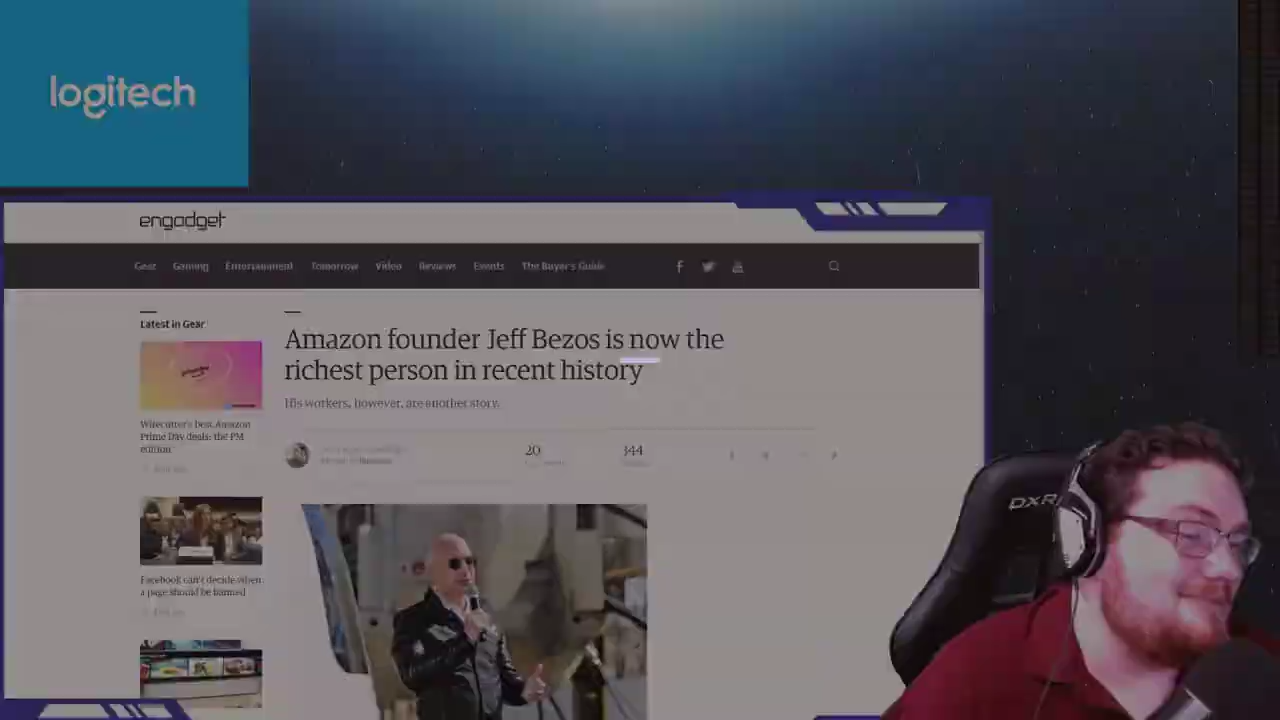 logitech
engadget
Gear Gaming Entertainment Tomorrow Video Reviews Events The Buyer's Guide
Latest in Gear
Amazon founder Jeff Bezos is now the
richest person in recent history
His workers, however, are another story.
20
344
Wirecutter's best Amazon
Prime Day deals: the PM
edition
Facebook can't decide when
a page should be banned
DXR